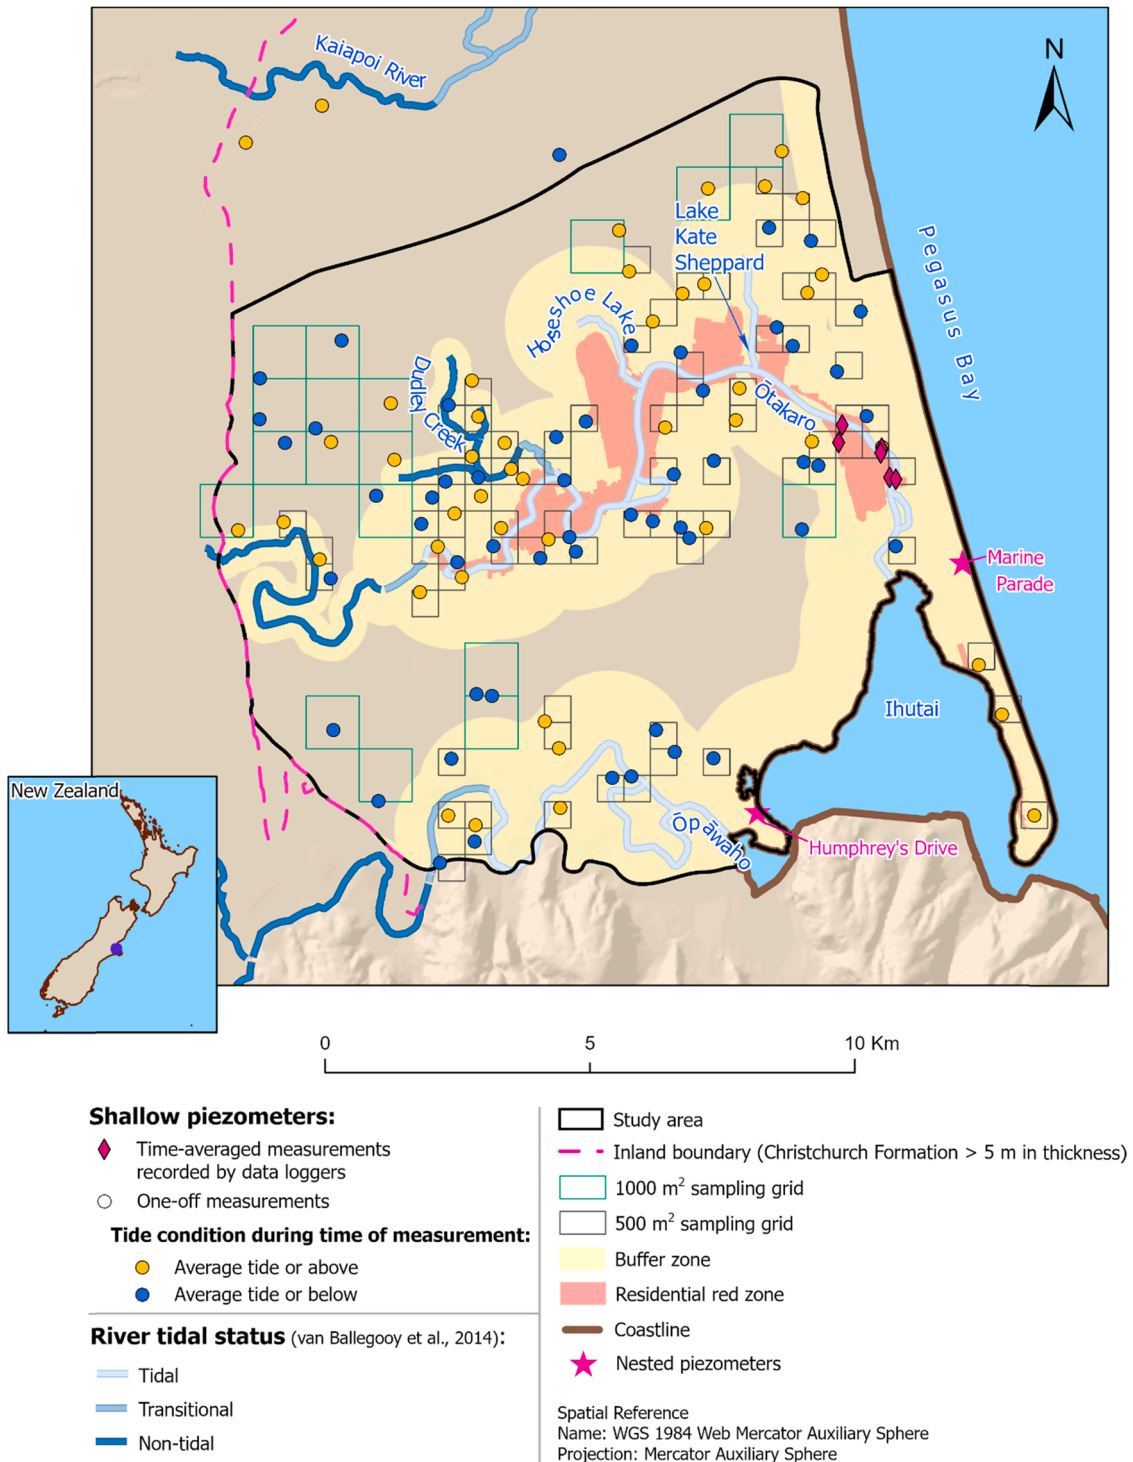 Kaiapoi River
N
Lake
Kate
Sheppard
Pegasus Bay
Horseshoe Lake
Dudley Creek
Ōtakaro
Marine
Parade
Ihutai
New Zealand
Ōpāwaho
Humphrey's Drive
0 5 10 Km
Shallow piezometers:
Time-averaged measurements
recorded by data loggers
One-off measurements
Tide condition during time of measurement:
Average tide or above
Average tide or below
River tidal status (van Ballegooy et al., 2014):
Tidal
Transitional
Non-tidal
Study area
Inland boundary (Christchurch Formation > 5 m in thickness)
1000 m² sampling grid
500 m² sampling grid
Buffer zone
Residential red zone
Coastline
Nested piezometers
Spatial Reference
Name: WGS 1984 Web Mercator Auxiliary Sphere
Projection: Mercator Auxiliary Sphere